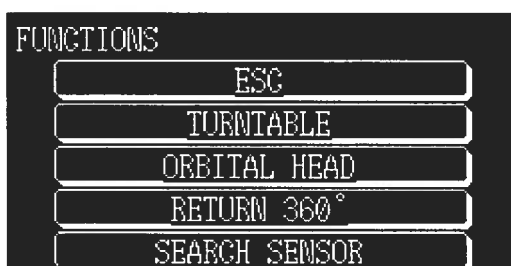 FUNCTIONS
ESC
TURNTABLE
ORBITAL HEAD
RETURN 360°
SEARCH SENSOR